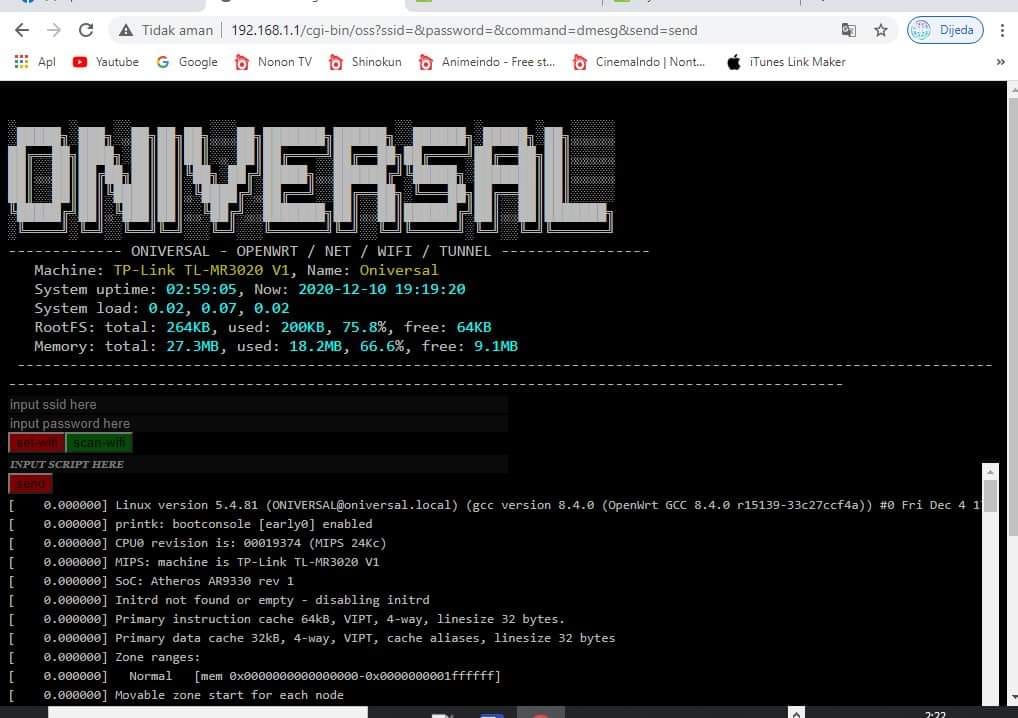 Tidak aman | 192.168.1.1/cgi-bin/oss?ssid=&password=&command=dmesg&send=send
Dijeda
Apl Youtube Google Nonon TV Shinokun Animeindo - Free st... CinemaIndo | Nont... iTunes Link Maker »
ONIVERSAL
------------- ONIVERSAL - OPENWRT / NET / WIFI / TUNNEL -----------------
Machine: TP-Link TL-MR3020 V1, Name: Oniversal
System uptime: 02:59:05, Now: 2020-12-10 19:19:20
System load: 0.02, 0.07, 0.02
RootFS: total: 264KB, used: 200KB, 75.8%, free: 64KB
Memory: total: 27.3MB, used: 18.2MB, 66.6%, free: 9.1MB
input ssid here
input password here
set-wifi scan-wifi
INPUT SCRIPT HERE
send
[    0.000000] Linux version 5.4.81 (ONIVERSAL@oniversal.local) (gcc version 8.4.0 (OpenWrt GCC 8.4.0 r15139-33c27ccf4a)) #0 Fri Dec 4
[    0.000000] printk: bootconsole [early0] enabled
[    0.000000] CPU0 revision is: 00019374 (MIPS 24Kc)
[    0.000000] MIPS: machine is TP-Link TL-MR3020 V1
[    0.000000] SoC: Atheros AR9330 rev 1
[    0.000000] Initrd not found or empty - disabling initrd
[    0.000000] Primary instruction cache 64kB, VIPT, 4-way, linesize 32 bytes.
[    0.000000] Primary data cache 32kB, 4-way, VIPT, cache aliases, linesize 32 bytes
[    0.000000] Zone ranges:
[    0.000000]   Normal   [mem 0x0000000000000000-0x0000000001ffffff]
[    0.000000] Movable zone start for each node
2:22